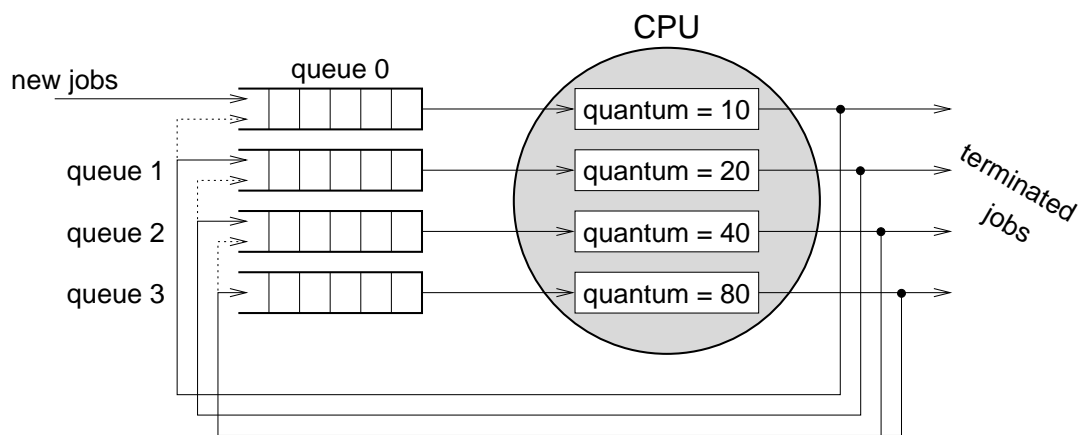 CPU
queue 0
new jobs
quantum = 10
queue 1
quantum = 20
terminated
jobs
queue 2
quantum = 40
queue 3
quantum = 80